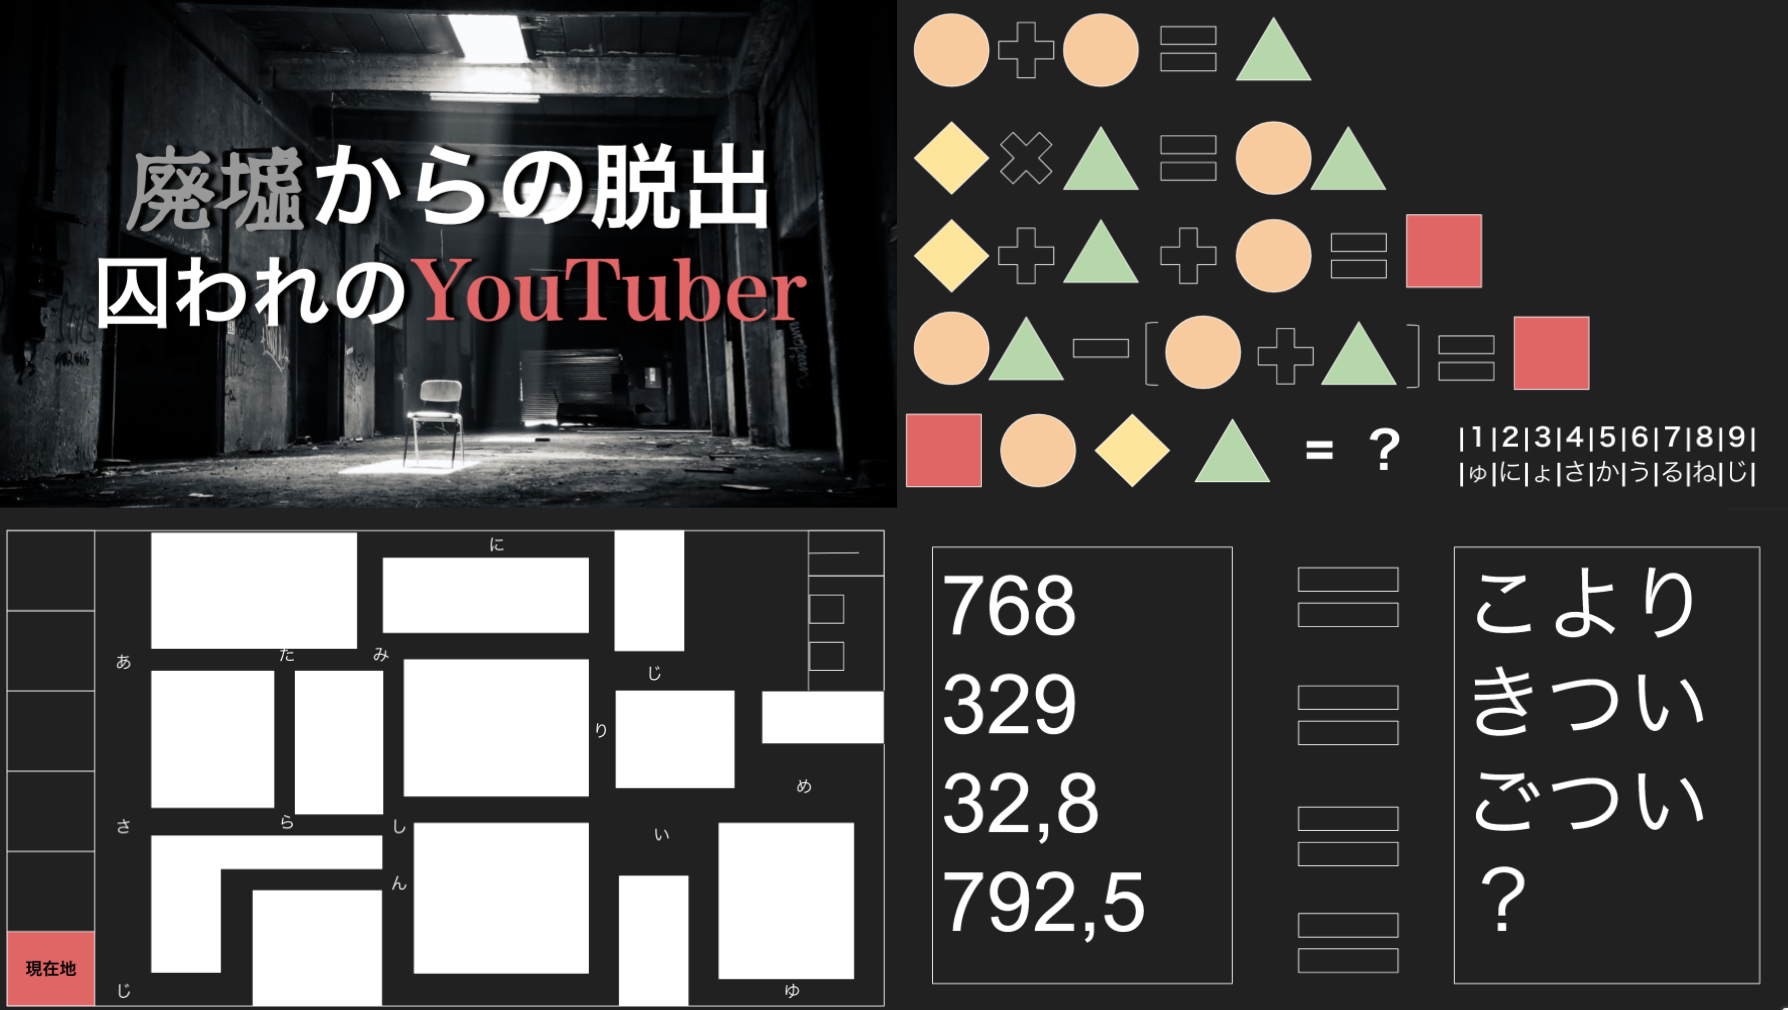 廃墟からの脱出
囚われのYouTuber
= ?
|1|2|3|4|5|6|7|8|9|
|ゅ|に|ょ|さ|か|う|る|ね|じ|
に
あ
た
み
じ
り
め
さ
ら
し
い
ん
現在地
じ
ゆ
768
329
32,8
792,5
こより
きつい
ごつい
?